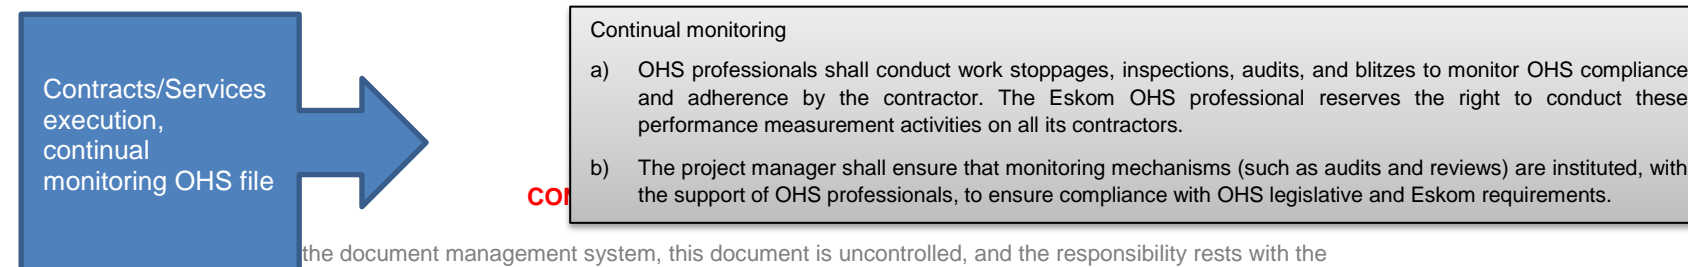 Contracts/Services
execution,
continual
monitoring OHS file
Continual monitoring
a) OHS professionals shall conduct work stoppages, inspections, audits, and blitzes to monitor OHS compliance
and adherence by the contractor. The Eskom OHS professional reserves the right to conduct these
performance measurement activities on all its contractors.
b) The project manager shall ensure that monitoring mechanisms (such as audits and reviews) are instituted, with
the support of OHS professionals, to ensure compliance with OHS legislative and Eskom requirements.
the document management system, this document is uncontrolled, and the responsibility rests with the